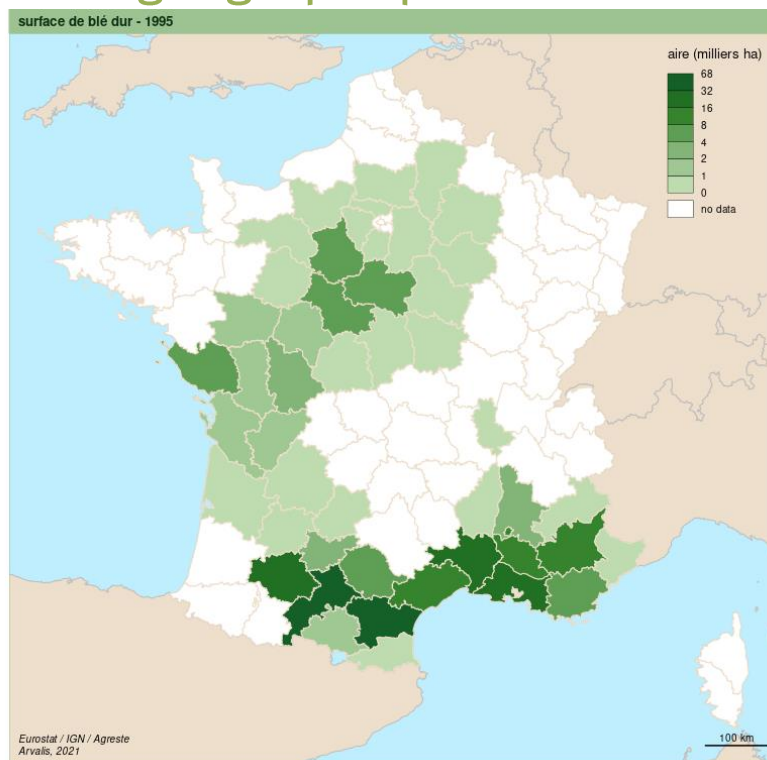 surface de blé dur - 1995
aire (milliers ha)
68
32
16
8
4
2
1
0
no data
Eurostat / IGN / Agreste
Arvalis, 2021
100 km